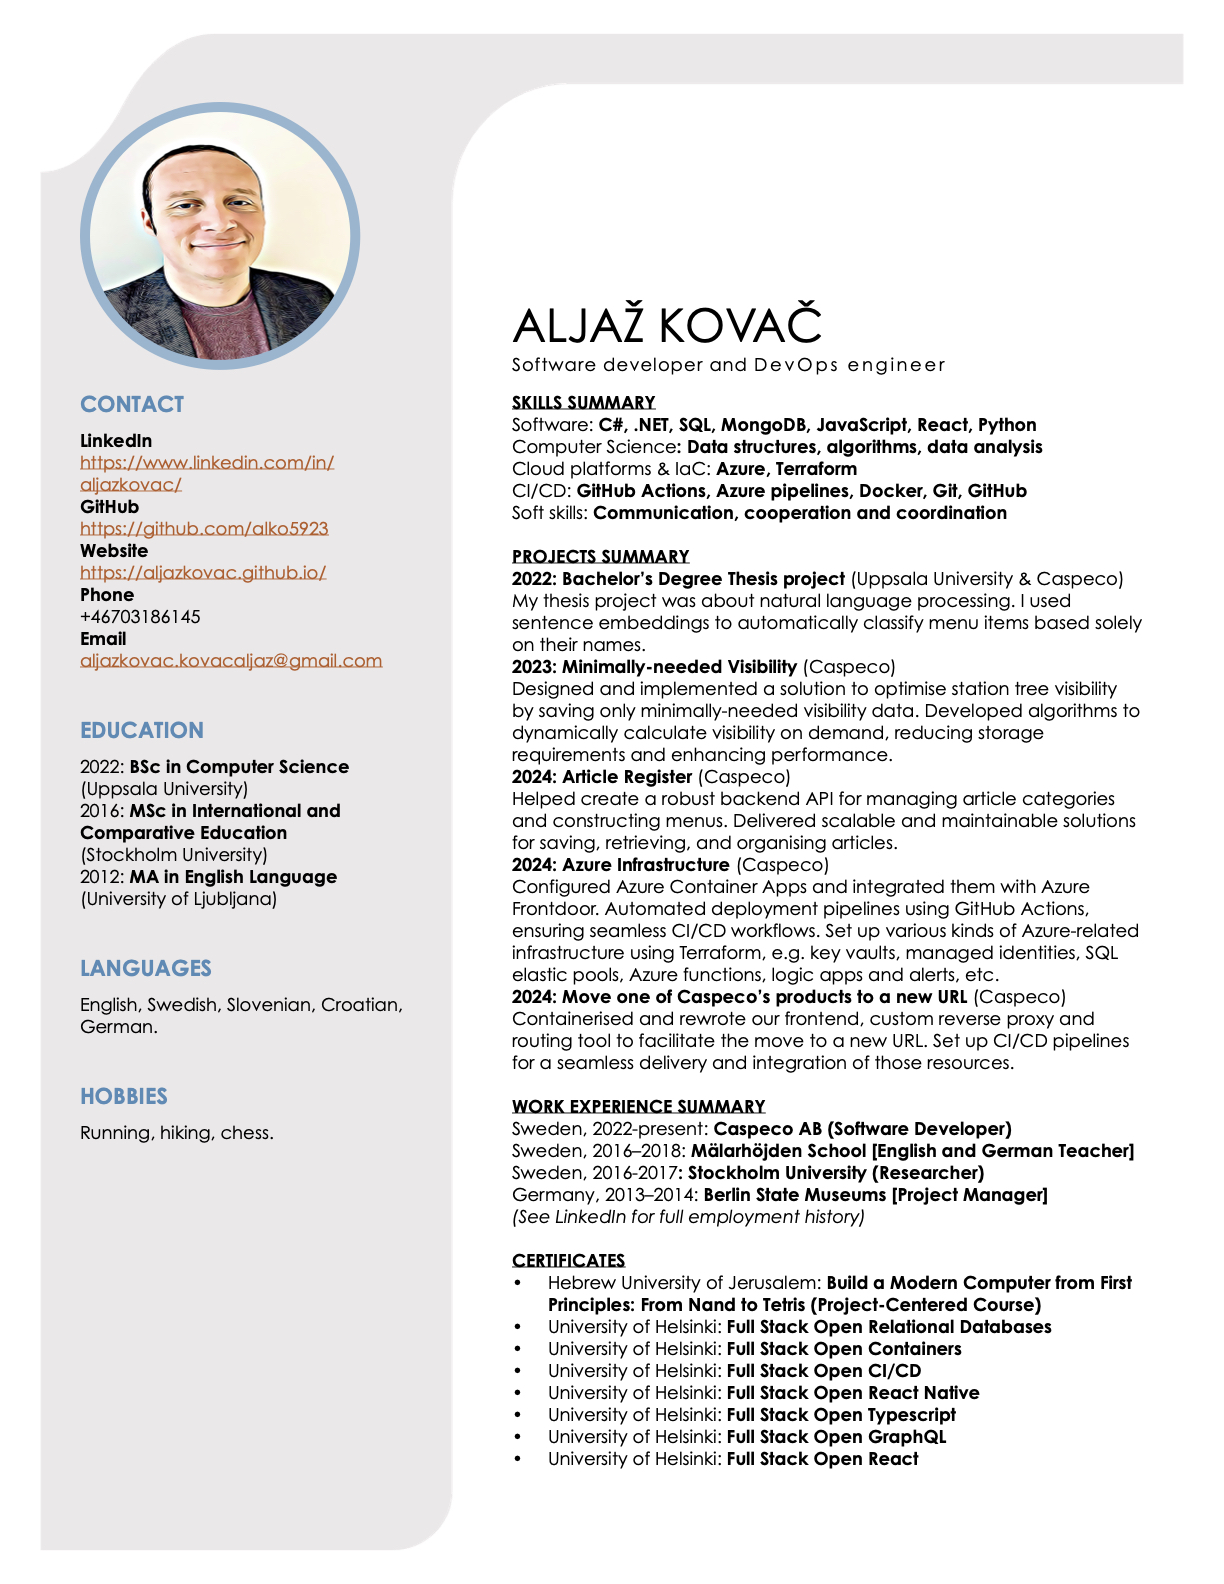 ALJAŽ KOVAČ
Software developer and DevOps engineer
CONTACT
LinkedIn
https://www.linkedin.com/in/
aljazkovac/
GitHub
https://github.com/alko5923
Website
https://aljazkovac.github.io/
Phone
+46703186145
Email
aljazkovac.kovacaljaz@gmail.com
EDUCATION
2022: BSc in Computer Science
(Uppsala University)
2016: MSc in International and
Comparative Education
(Stockholm University)
2012: MA in English Language
(University of Ljubljana)
LANGUAGES
English, Swedish, Slovenian, Croatian,
German.
HOBBIES
Running, hiking, chess.
SKILLS SUMMARY
Software: C#, .NET, SQL, MongoDB, JavaScript, React, Python
Computer Science: Data structures, algorithms, data analysis
Cloud platforms & IaC: Azure, Terraform
CI/CD: GitHub Actions, Azure pipelines, Docker, Git, GitHub
Soft skills: Communication, cooperation and coordination
PROJECTS SUMMARY
2022: Bachelor's Degree Thesis project (Uppsala University & Caspeco)
My thesis project was about natural language processing. I used
sentence embeddings to automatically classify menu items based solely
on their names.
2023: Minimally-needed Visibility (Caspeco)
Designed and implemented a solution to optimise station tree visibility
by saving only minimally-needed visibility data. Developed algorithms to
dynamically calculate visibility on demand, reducing storage
requirements and enhancing performance.
2024: Article Register (Caspeco)
Helped create a robust backend API for managing article categories
and constructing menus. Delivered scalable and maintainable solutions
for saving, retrieving, and organising articles.
2024: Azure Infrastructure (Caspeco)
Configured Azure Container Apps and integrated them with Azure
Frontdoor. Automated deployment pipelines using GitHub Actions,
ensuring seamless CI/CD workflows. Set up various kinds of Azure-related
infrastructure using Terraform, e.g. key vaults, managed identities, SQL
elastic pools, Azure functions, logic apps and alerts, etc.
2024: Move one of Caspeco's products to a new URL (Caspeco)
Containerised and rewrote our frontend, custom reverse proxy and
routing tool to facilitate the move to a new URL. Set up CI/CD pipelines
for a seamless delivery and integration of those resources.
WORK EXPERIENCE SUMMARY
Sweden, 2022-present: Caspeco AB (Software Developer)
Sweden, 2016–2018: Mälarhöjden School [English and German Teacher]
Sweden, 2016-2017: Stockholm University (Researcher)
Germany, 2013–2014: Berlin State Museums [Project Manager]
(See LinkedIn for full employment history)
CERTIFICATES
• Hebrew University of Jerusalem: Build a Modern Computer from First
Principles: From Nand to Tetris (Project-Centered Course)
• University of Helsinki: Full Stack Open Relational Databases
• University of Helsinki: Full Stack Open Containers
• University of Helsinki: Full Stack Open CI/CD
• University of Helsinki: Full Stack Open React Native
• University of Helsinki: Full Stack Open Typescript
• University of Helsinki: Full Stack Open GraphQL
• University of Helsinki: Full Stack Open React